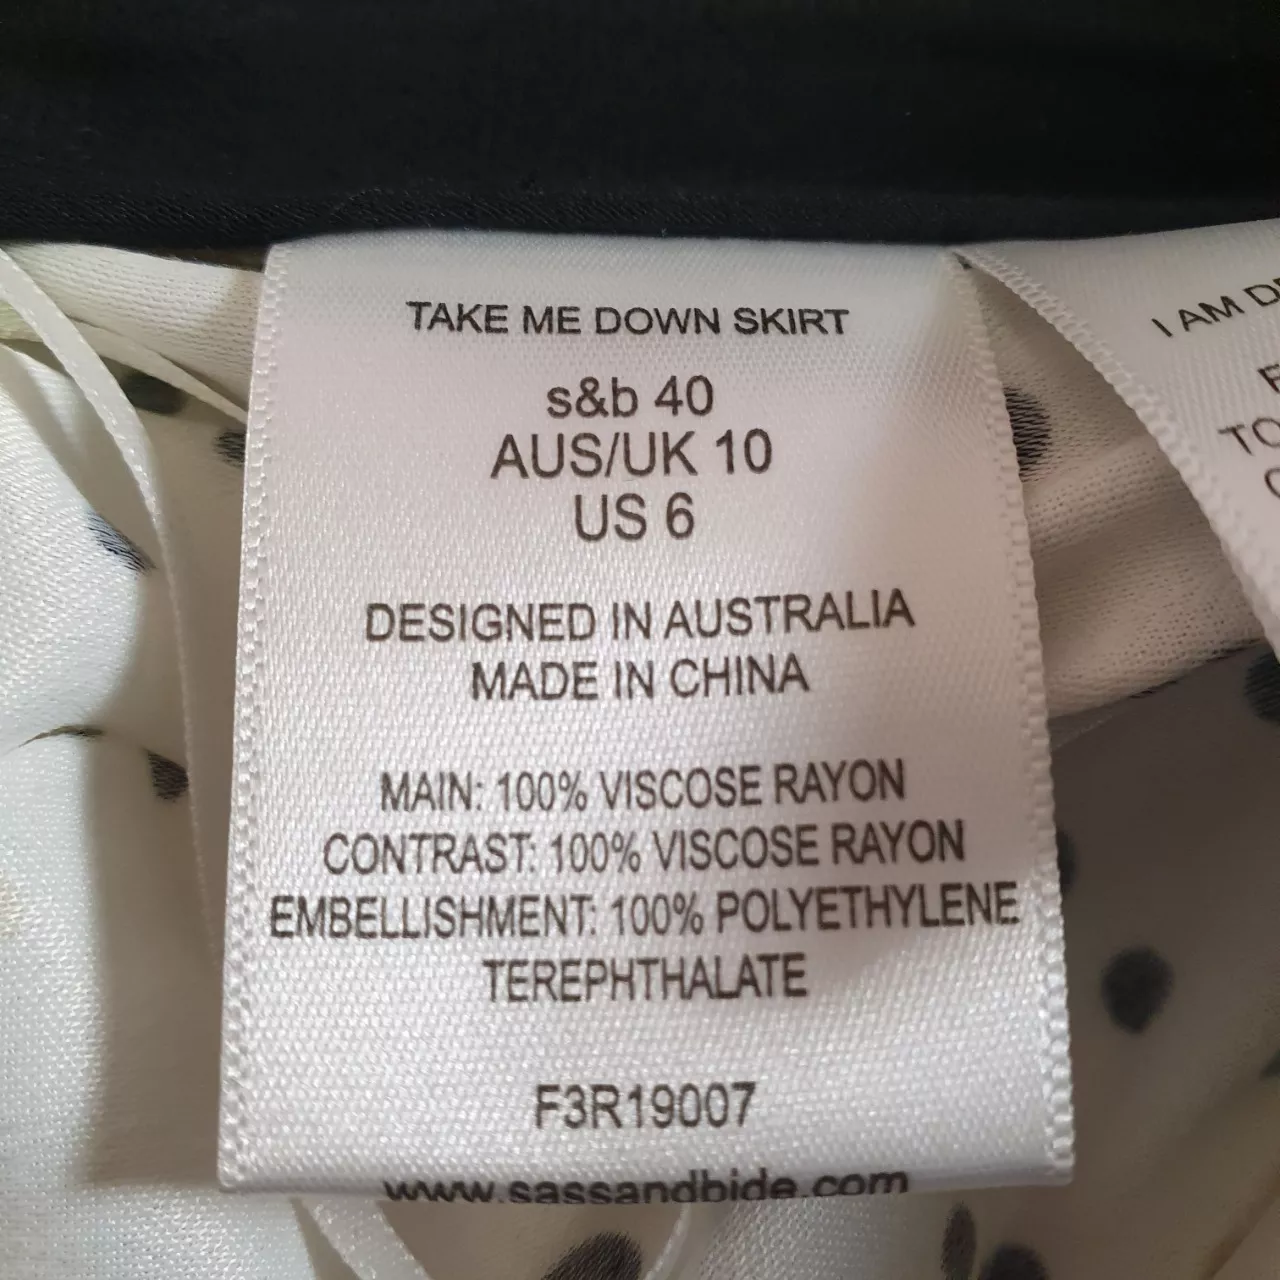 TAKE ME DOWN SKIRT
s&b 40
AUS/UK 10
US 6
DESIGNED IN AUSTRALIA
MADE IN CHINA
MAIN: 100% VISCOSE RAYON
CONTRAST: 100% VISCOSE RAYON
EMBELLISHMENT: 100% POLYETHYLENE
TEREPHTHALATE
F3R19007
www.sassandbide.com
I AM